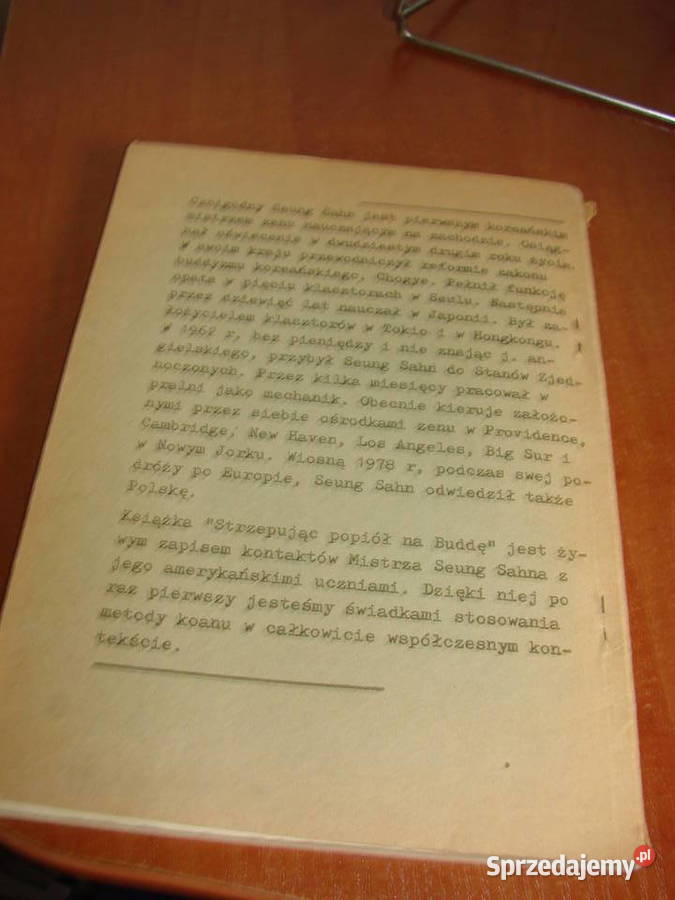 Czcigodny Seung Sahn jest pierwszym koreańskim
mistrzem zenu nauczającym na zachodzie. Osiąg-
nął oświecenie w dwudziestym drugim roku życia.
W swoim kraju przewodniczył reformie zakonu
buddyzmu koreańskiego, Chogye. Pełnił funkcję
opata w pięciu klasztorach w Seulu. Następnie
przez dziewięć lat nauczał w Japonii. Był za-
łożycielem klasztorów w Tokio i w Hongkongu.
W 1962 r, bez pieniędzy i nie znając j. an-
gielskiego, przybył Seung Sahn do Stanów Zjed-
noczonych. Przez kilka miesięcy pracował w
pralni jako mechanik. Obecnie kieruje założo-
nymi przez siebie ośrodkami zenu w Providence,
Cambridge, New Haven, Los Angeles, Big Sur i
w Nowym Jorku. Wiosną 1978 r, podczas swej po-
dróży po Europie, Seung Sahn odwiedził także
Polskę.
Książka "Strzepując popiół na Buddę" jest ży-
wym zapisem kontaktów Mistrza Seung Sahna z
jego amerykańskimi uczniami. Dzięki niej po
raz pierwszy jesteśmy świadkami stosowania
metody koanu w całkowicie współczesnym kon-
tekście.
Sprzedajemy.pl